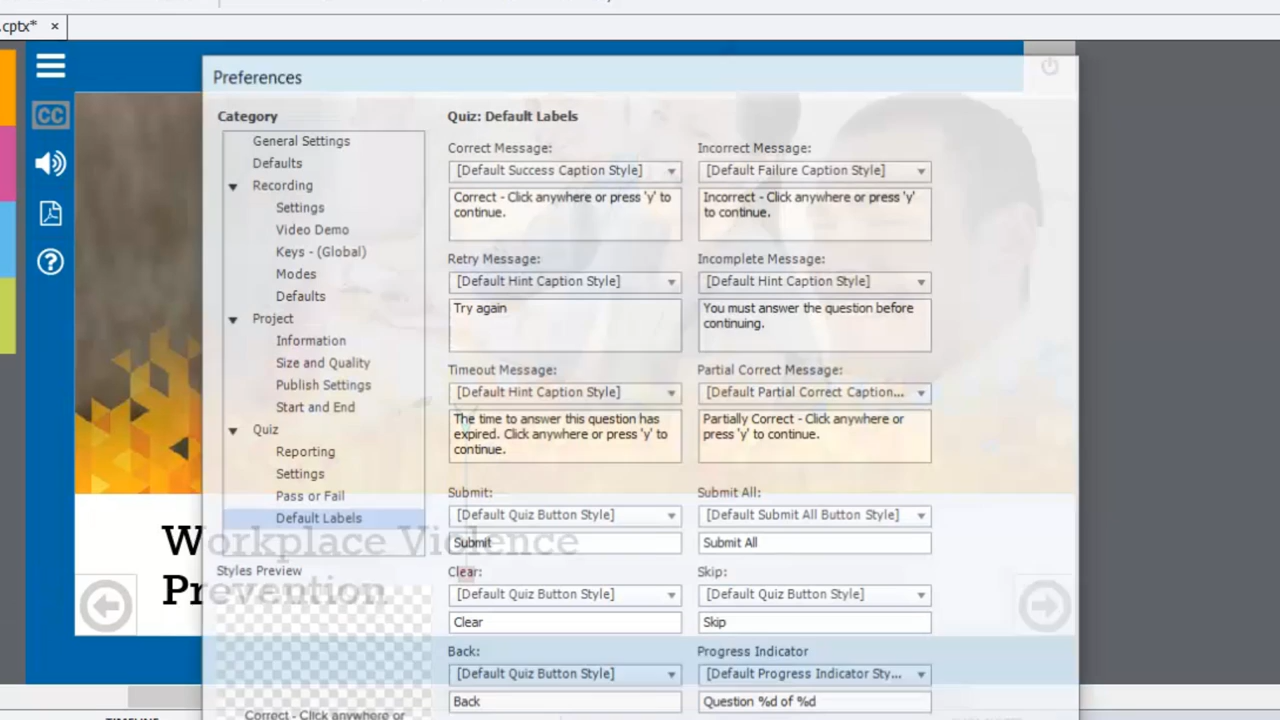 .cptx* ×
CC
Preferences
Category
General Settings
Defaults
Recording
Settings
Video Demo
Keys - (Global)
Modes
Defaults
Project
Information
Size and Quality
Publish Settings
Start and End
Quiz
Reporting
Settings
Pass or Fail
Default Labels
Styles Preview
Correct - Click anywhere or
Quiz: Default Labels
Correct Message:
[Default Success Caption Style]
Correct - Click anywhere or press 'y' to
continue.
Incorrect Message:
[Default Failure Caption Style]
Incorrect - Click anywhere or press 'y'
to continue.
Retry Message:
[Default Hint Caption Style]
Try again
Incomplete Message:
[Default Hint Caption Style]
You must answer the question before
continuing.
Timeout Message:
[Default Hint Caption Style]
The time to answer this question has
expired. Click anywhere or press 'y' to
continue.
Partial Correct Message:
[Default Partial Correct Caption...
Partially Correct - Click anywhere or
press 'y' to continue.
Submit:
[Default Quiz Button Style]
Submit
Submit All:
[Default Submit All Button Style]
Submit All
Clear:
[Default Quiz Button Style]
Clear
Skip:
[Default Quiz Button Style]
Skip
Back:
[Default Quiz Button Style]
Back
Progress Indicator
[Default Progress Indicator Sty...
Question %d of %d
Workplace Violence
Prevention
TIMELINE